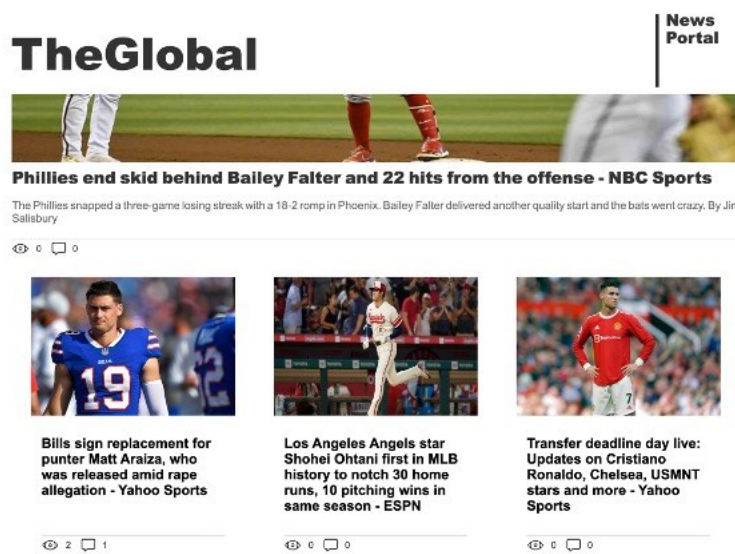 TheGlobal
News
Portal
Phillies end skid behind Bailey Falter and 22 hits from the offense - NBC Sports
The Phillies snapped a three-game losing streak with a 18-2 romp in Phoenix. Bailey Falter delivered another quality start and the bats went crazy. By
Salisbury
0 0
19
Bills sign replacement for
punter Matt Araiza, who
was released amid rape
allegation - Yahoo Sports
2 1
Los Angeles Angels star
Shohei Ohtani first in MLB
history to notch 30 home
runs, 10 pitching wins in
same season - ESPN
0 0
7
Transfer deadline day live:
Updates on Cristiano
Ronaldo, Chelsea, USMNT
stars and more - Yahoo
Sports
0 0